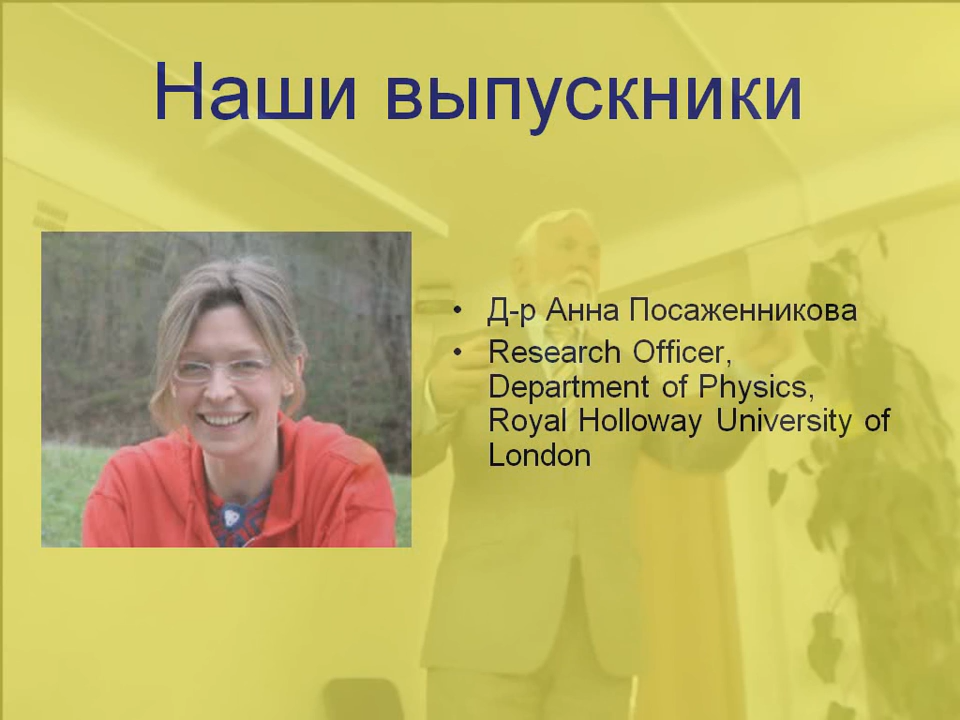 Наши выпускники
• Д-р Анна Посаженникова
• Research Officer,
Department of Physics,
Royal Holloway University of
London